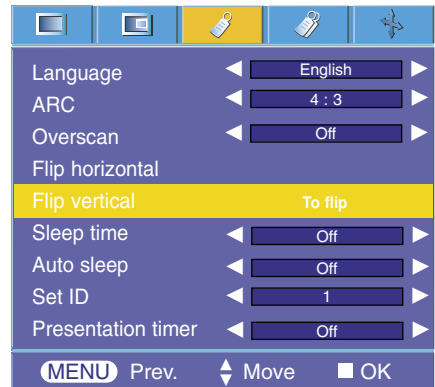 Language English
ARC 4 : 3
Overscan Off
Flip horizontal
Flip vertical To flip
Sleep time Off
Auto sleep Off
Set ID 1
Presentation timer Off
MENU Prev. Move OK